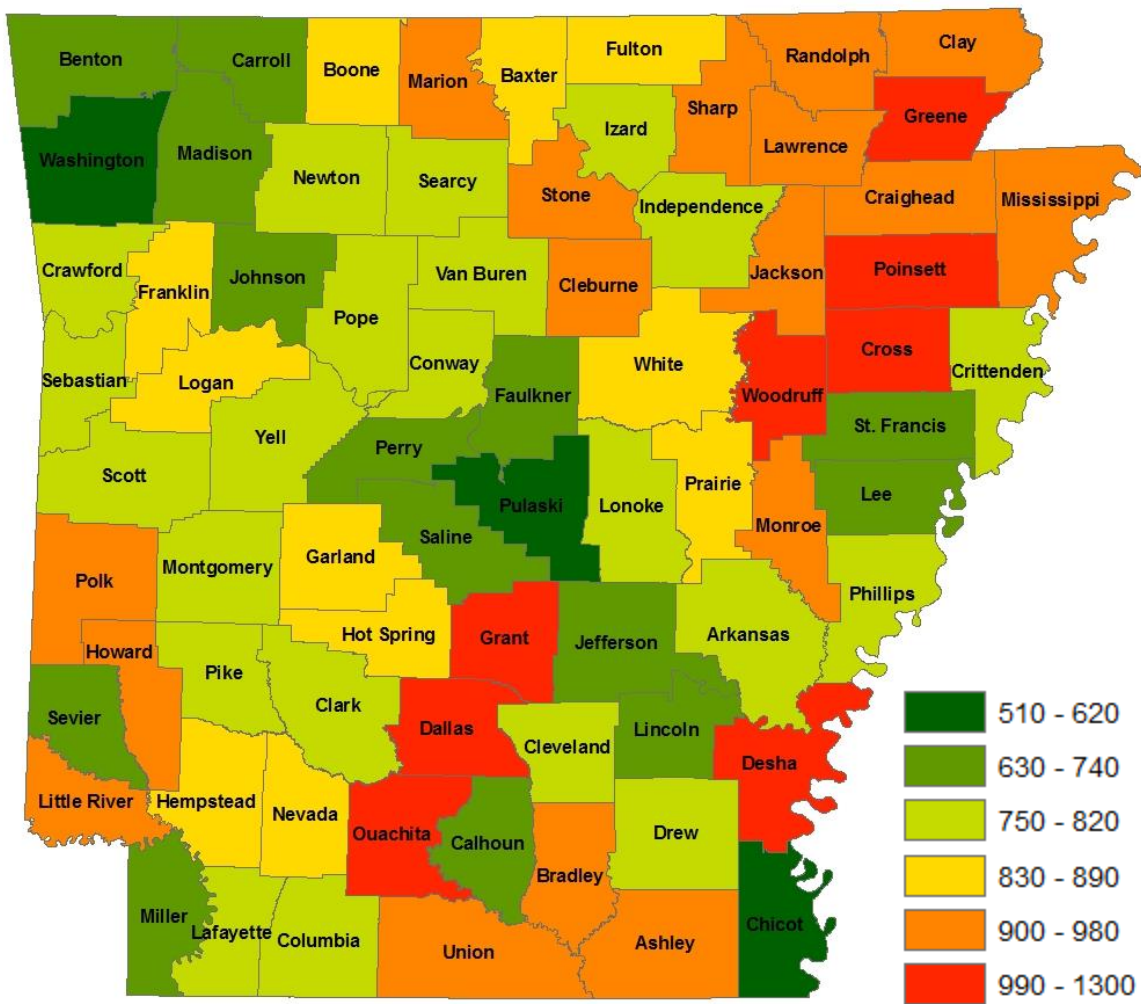 Benton
Carroll
Boone
Marion
Baxter
Fulton
Randolph
Clay
Sharp
Greene
Izard
Lawrence
Washington
Madison
Newton
Searcy
Stone
Independence
Craighead
Mississippi
Crawford
Franklin
Johnson
Van Buren
Cleburne
Jackson
Poinsett
Pope
Sebastian
Logan
Conway
White
Cross
Crittenden
Woodruff
Faulkner
Yell
Perry
St. Francis
Scott
Pulaski
Lonoke
Prairie
Lee
Monroe
Saline
Garland
Montgomery
Polk
Phillips
Hot Spring
Grant
Jefferson
Arkansas
Howard
Pike
Clark
Sevier
Dallas
Cleveland
Lincoln
Desha
Little River
Hempstead
Nevada
Ouachita
Calhoun
Drew
Bradley
Miller
Lafayette
Columbia
Union
Ashley
Chicot
510 - 620
630 - 740
750 - 820
830 - 890
900 - 980
990 - 1300